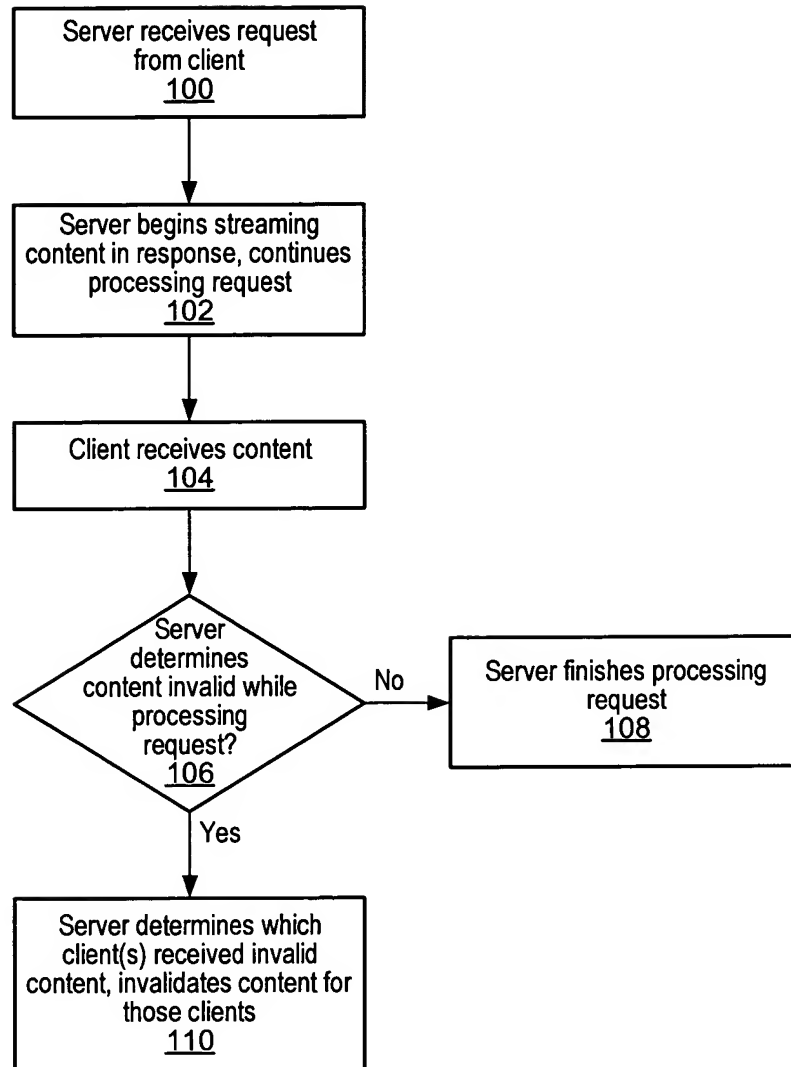 Server receives request
from client
100
Server begins streaming
content in response, continues
processing request
102
Client receives content
104
Server
determines
content invalid while
processing
request?
106
No
Server finishes processing
request
108
Yes
Server determines which
client(s) received invalid
content, invalidates content for
those clients
110